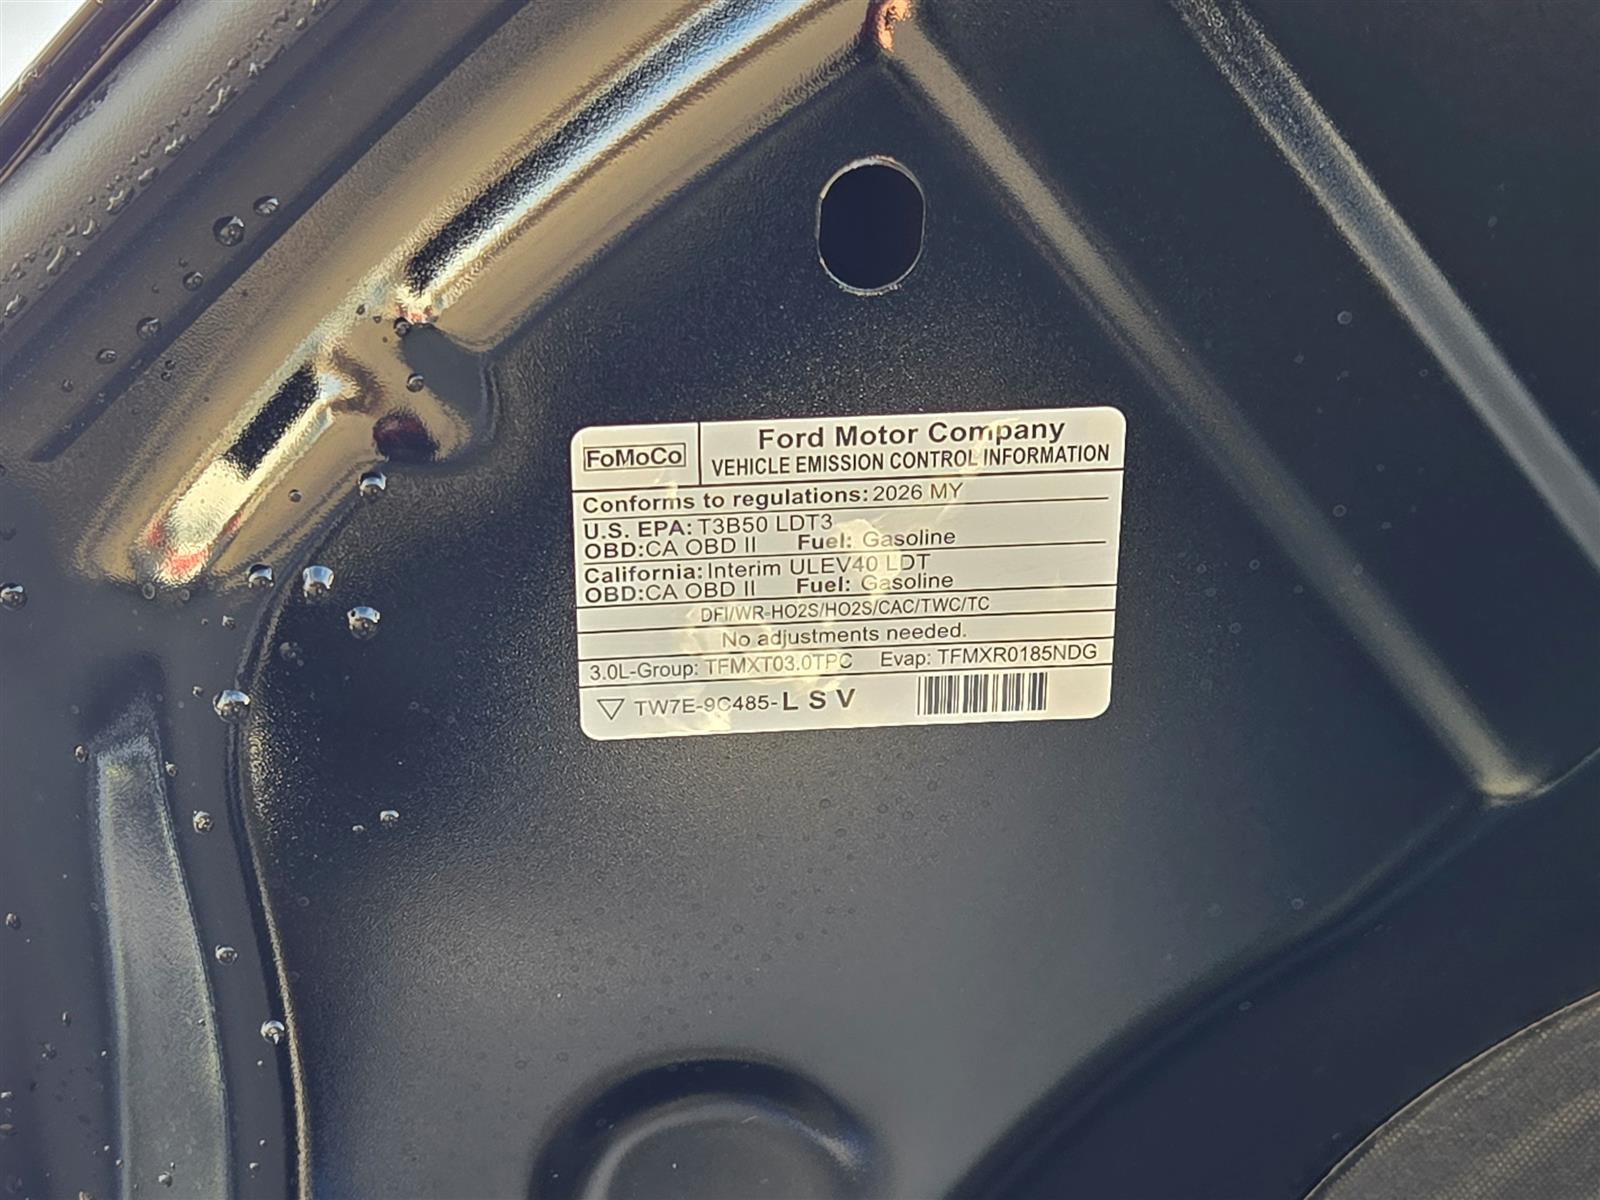 FoMoCo
Ford Motor Company
VEHICLE EMISSION CONTROL INFORMATION
Conforms to regulations: 2026 MY
U.S. EPA: T3B50 LDT3
OBD: CA OBD II Fuel: Gasoline
California: Interim ULEV40 LDT
OBD: CA OBD II Fuel: Gasoline
DFI/WR-HO2S/HO2S/CAC/TWC/TC
No adjustments needed.
3.0L-Group: TFMXT03.0TPC Evap: TFMXR0185NDG
TW7E-9C485-LSV